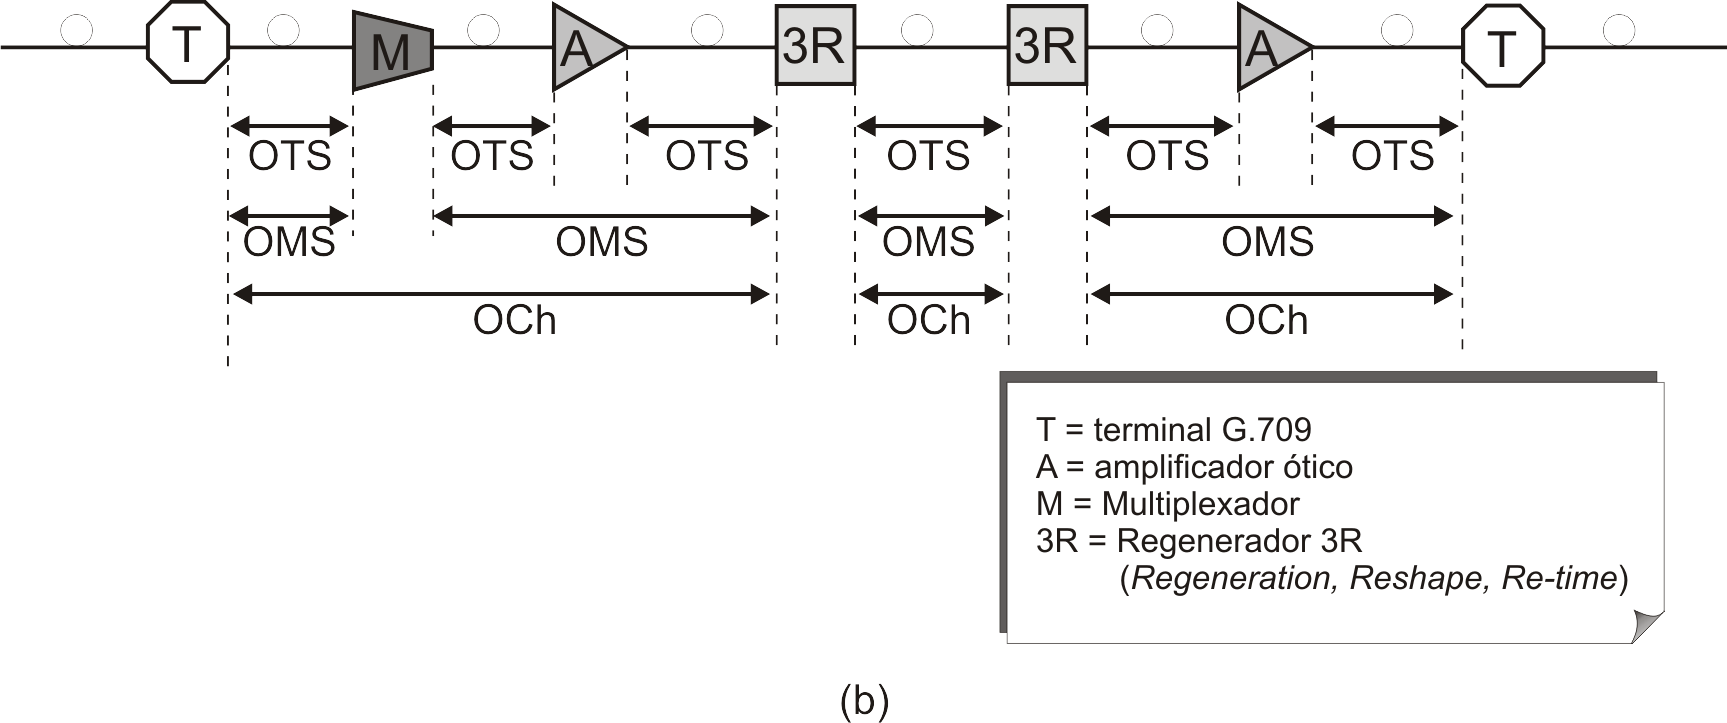 T M A 3R 3R A T
OTS OTS OTS OTS OTS OTS
OMS OMS OMS OMS
OCh OCh OCh
T = terminal G.709
A = amplificador ótico
M = Multiplexador
3R = Regenerador 3R
(Regeneration, Reshape, Re-time)
(b)